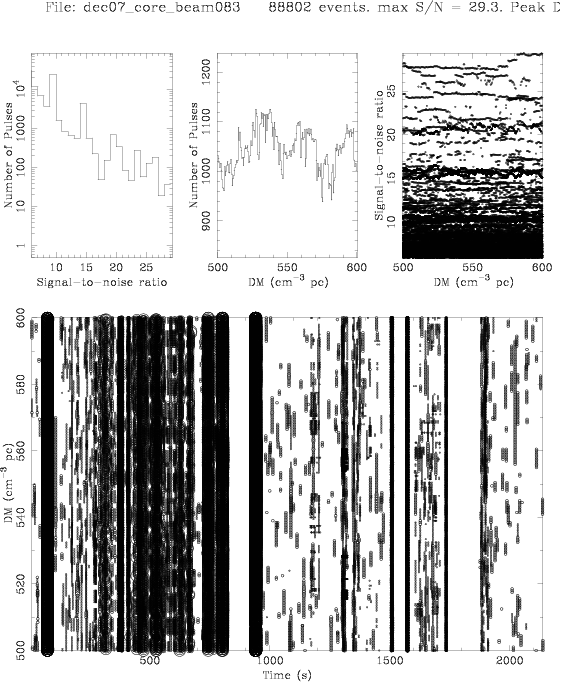 File: dec07_core_beam083 88802 events. max S/N = 29.3. Peak D
Number of Pulses
1 10 100 1000 10⁴
10 15 20 25
Signal-to-noise ratio
Number of Pulses
900 1000 1100 1200
500 550 600
DM (cm⁻³ pc)
Signal-to-noise ratio
10 15 20 25
500 550 600
DM (cm⁻³ pc)
DM (cm⁻³ pc)
500 520 540 560 580 600
500 1000 1500 2000
Time (s)